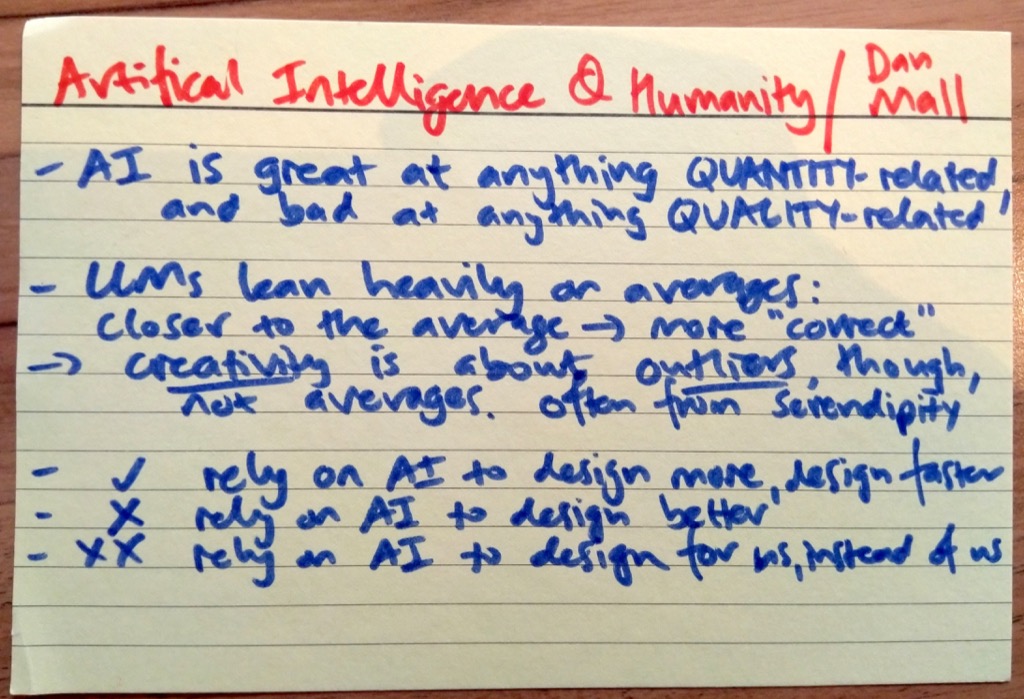 Artifical Intelligence & Humanity / Dan Mall
- AI is great at anything QUANTITY-related,
and bad at anything QUALITY-related
- LLMs lean heavily on averages:
closer to the average → more "correct"
→ creativity is about outliers, though,
not averages. often from serendipity
- ✓ rely on AI to design more, design faster
- X rely on AI to design better
- XX rely on AI to design for us, instead of us